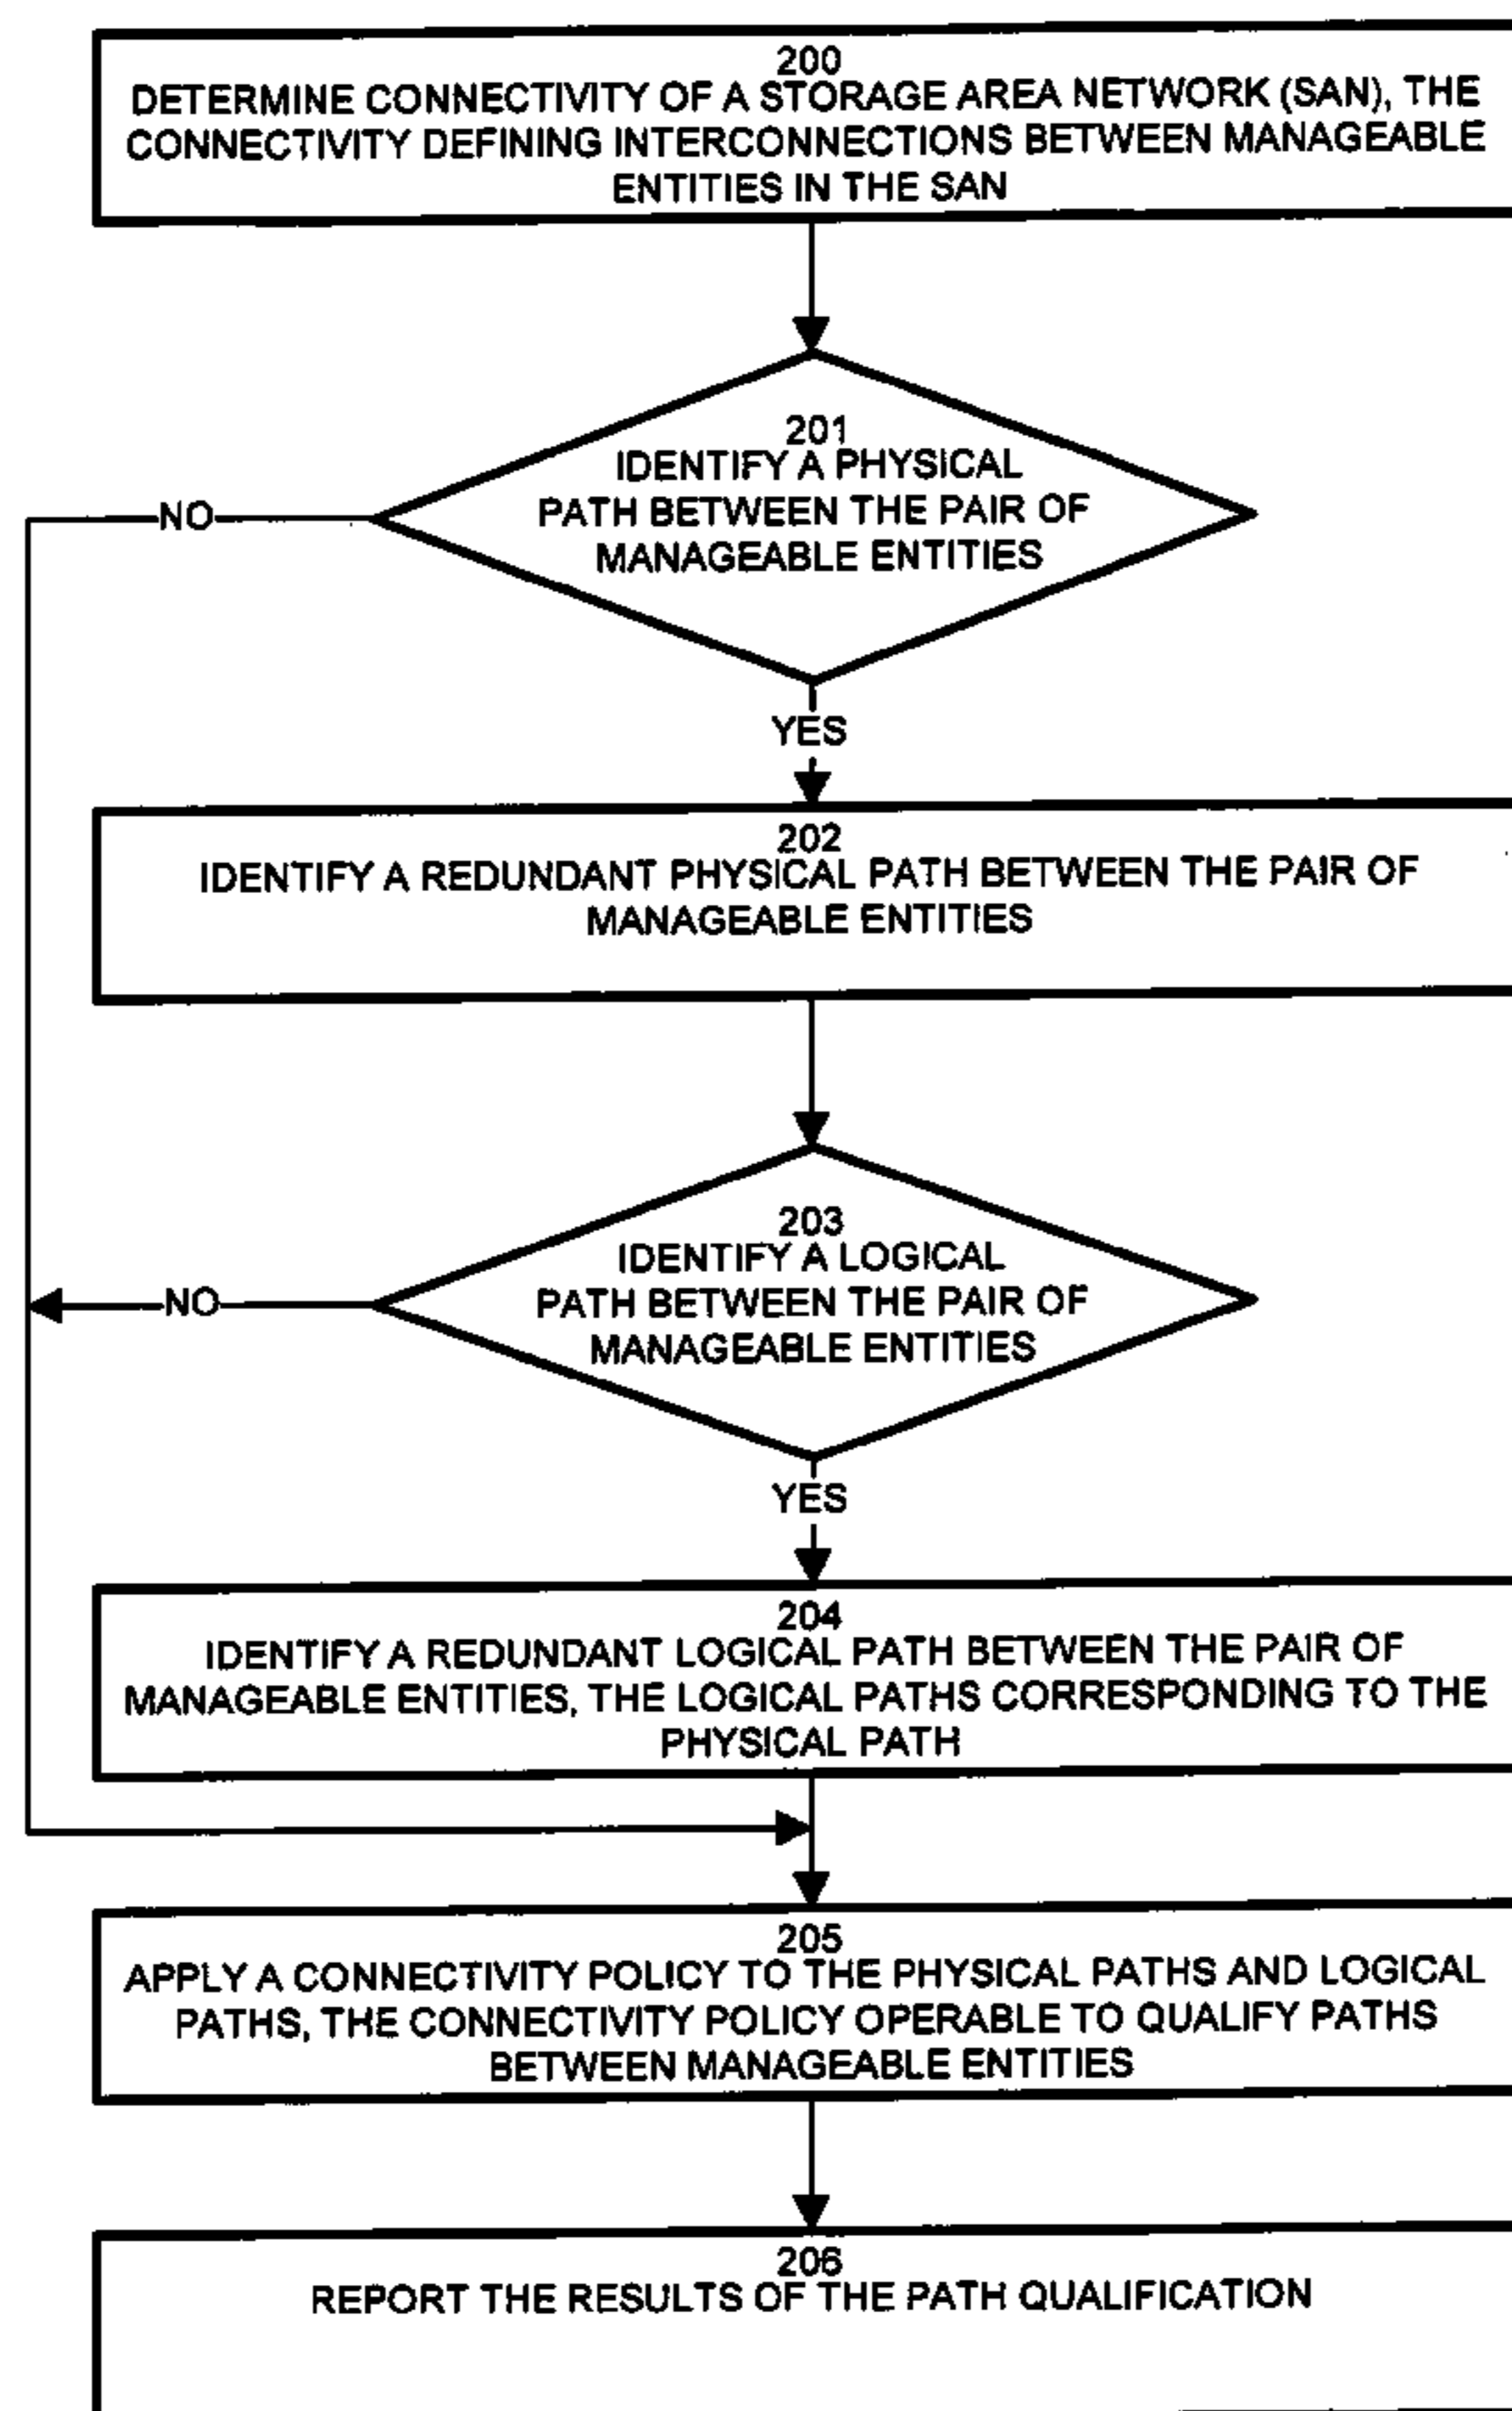 200
DETERMINE CONNECTIVITY OF A STORAGE AREA NETWORK (SAN), THE
CONNECTIVITY DEFINING INTERCONNECTIONS BETWEEN MANAGEABLE
ENTITIES IN THE SAN
201
IDENTIFY A PHYSICAL
PATH BETWEEN THE PAIR OF
MANAGEABLE ENTITIES
NO
YES
202
IDENTIFY A REDUNDANT PHYSICAL PATH BETWEEN THE PAIR OF
MANAGEABLE ENTITIES
203
IDENTIFY A LOGICAL
PATH BETWEEN THE PAIR OF
MANAGEABLE ENTITIES
NO
YES
204
IDENTIFY A REDUNDANT LOGICAL PATH BETWEEN THE PAIR OF
MANAGEABLE ENTITIES, THE LOGICAL PATHS CORRESPONDING TO THE
PHYSICAL PATH
205
APPLY A CONNECTIVITY POLICY TO THE PHYSICAL PATHS AND LOGICAL
PATHS, THE CONNECTIVITY POLICY OPERABLE TO QUALIFY PATHS
BETWEEN MANAGEABLE ENTITIES
206
REPORT THE RESULTS OF THE PATH QUALIFICATION